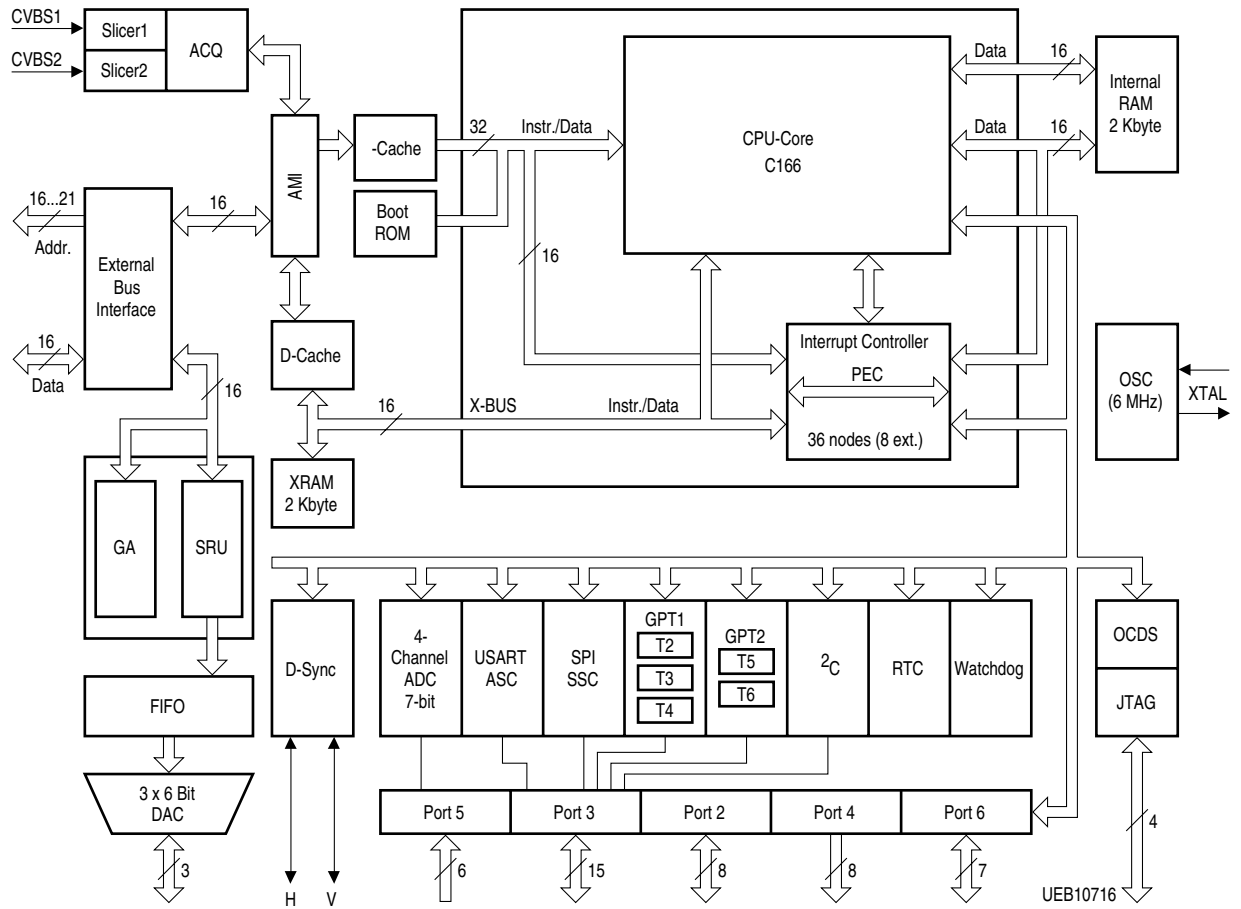 CVBS1
Slicer1
ACQ
CVBS2
Slicer2
Data
16
Internal
RAM
2 Kbyte
AMI
-Cache
32
Instr./Data
CPU-Core
C166
Data
16
16...21
Addr.
External
Bus
Interface
16
Boot
ROM
16
16
Data
16
D-Cache
Interrupt Controller
PEC
36 nodes (8 ext.)
OSC
(6 MHz)
XTAL
16
X-BUS
Instr./Data
XRAM
2 Kbyte
GA
SRU
D-Sync
4-
Channel
ADC
7-bit
USART
ASC
SPI
SSC
GPT1
T2
T3
T4
GPT2
T5
T6
2C
RTC
Watchdog
OCDS
JTAG
FIFO
3 x 6 Bit
DAC
Port 5
Port 3
Port 2
Port 4
Port 6
3
H
V
6
15
8
8
7
4
UEB10716